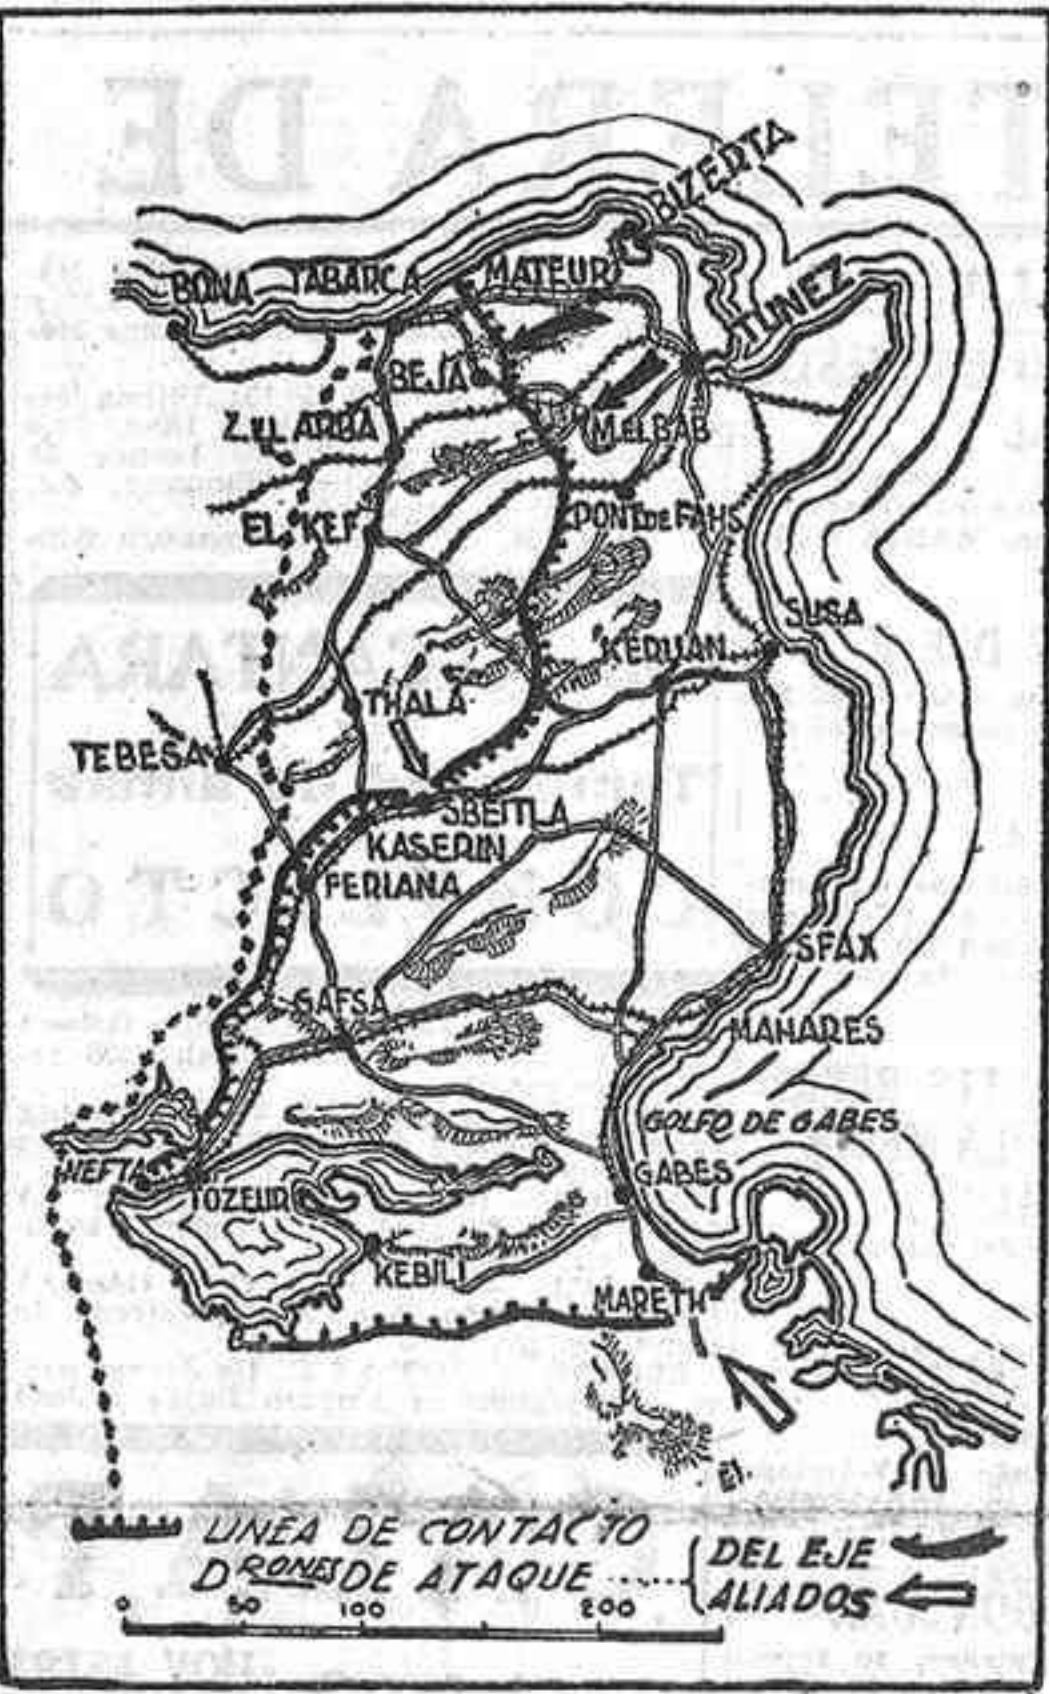 BIZERTA
BONA
TABARCA
MATEUR
TUNEZ
BEJA
ARBA
M.ELBAB
EL KEF
PONT DE FAHS
SUSA
KERUAN
THALA
TEBESA
SBEITLA
KASERIN
FERIANA
SFAX
GAFSA
MAHARES
GOLFO DE GABES
NEFTA
GABES
TOZEUR
KEBILI
MARETH
LINEA DE CONTACTO
DRONES DE ATAQUE
DEL EJE
ALIADOS
0 50 100 200